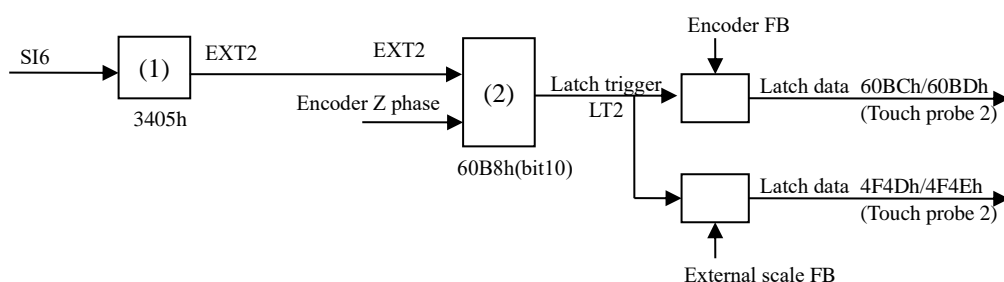 Encoder FB
SI6
(1)
EXT2
EXT2
(2)
Latch trigger
LT2
Latch data 60BCh/60BDh
(Touch probe 2)
Encoder Z phase
3405h
60B8h(bit10)
Latch data 4F4Dh/4F4Eh
(Touch probe 2)
External scale FB